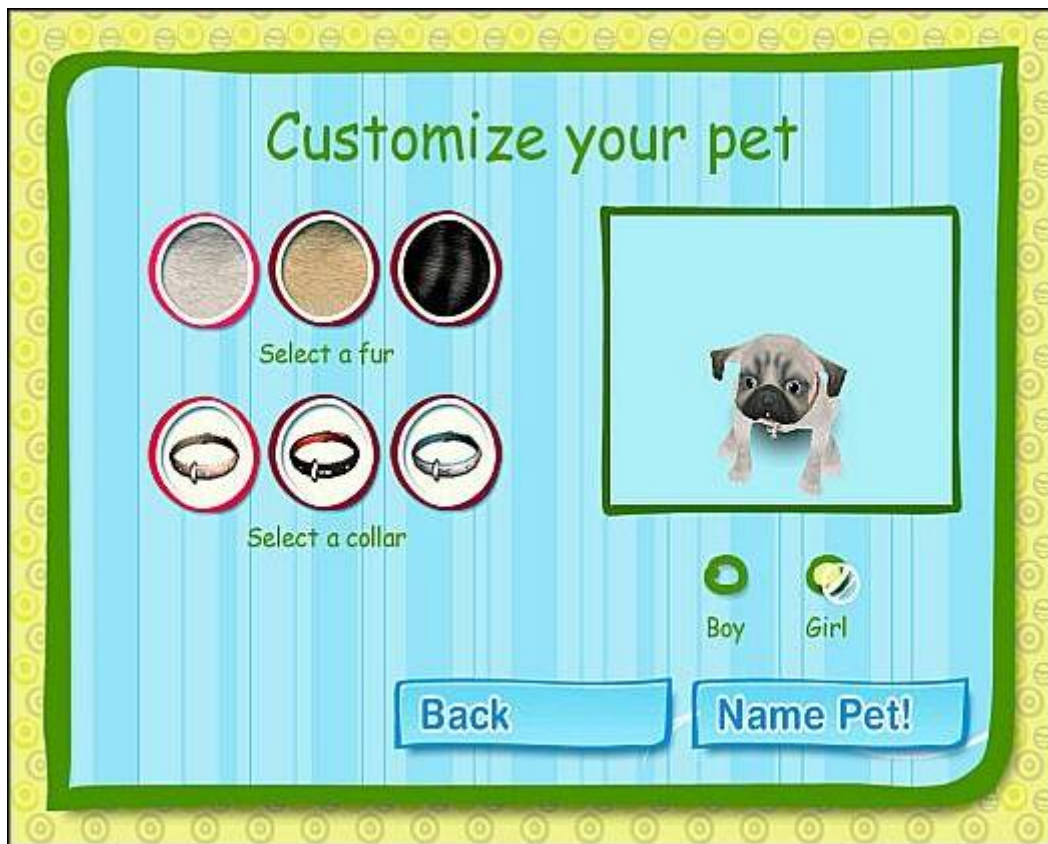 Customize your pet
Select a fur
Select a collar
Boy Girl
Back Name Pet!